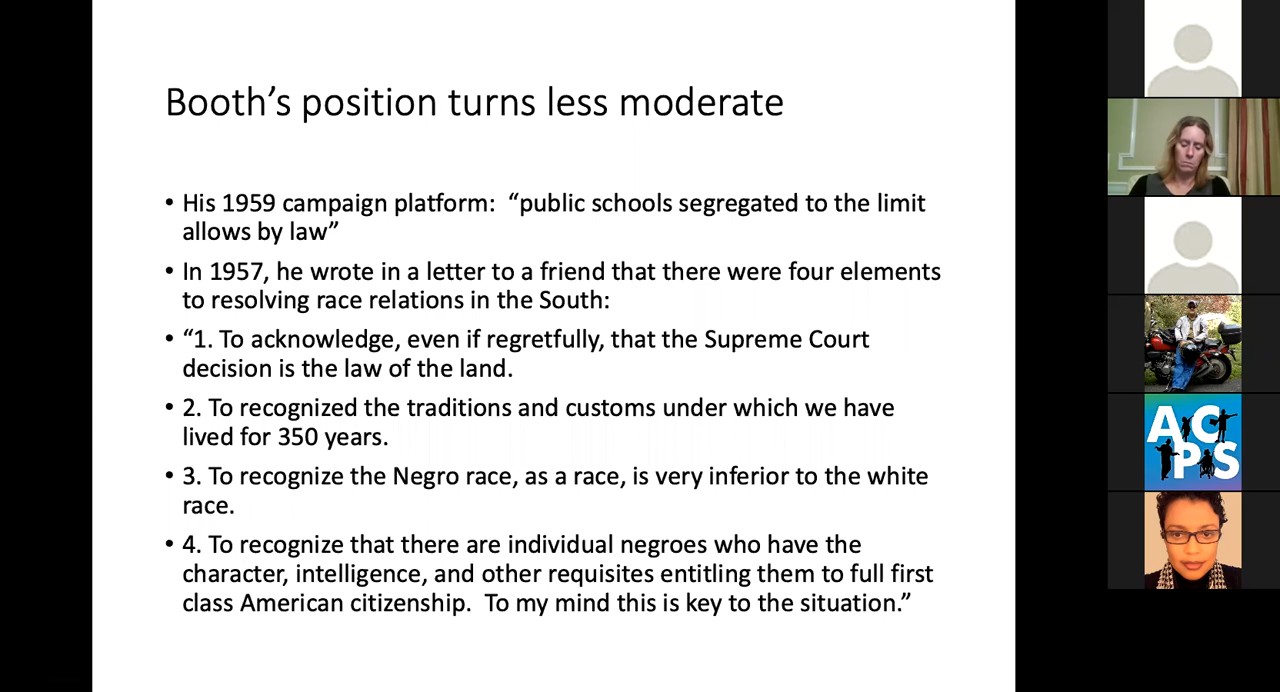 Booth’s position turns less moderate
• His 1959 campaign platform:  “public schools segregated to the limit
allows by law”
• In 1957, he wrote in a letter to a friend that there were four elements
to resolving race relations in the South:
• “1. To acknowledge, even if regretfully, that the Supreme Court
decision is the law of the land.
• 2. To recognized the traditions and customs under which we have
lived for 350 years.
• 3. To recognize the Negro race, as a race, is very inferior to the white
race.
• 4. To recognize that there are individual negroes who have the
character, intelligence, and other requisites entitling them to full first
class American citizenship.  To my mind this is key to the situation.”
AC
PS